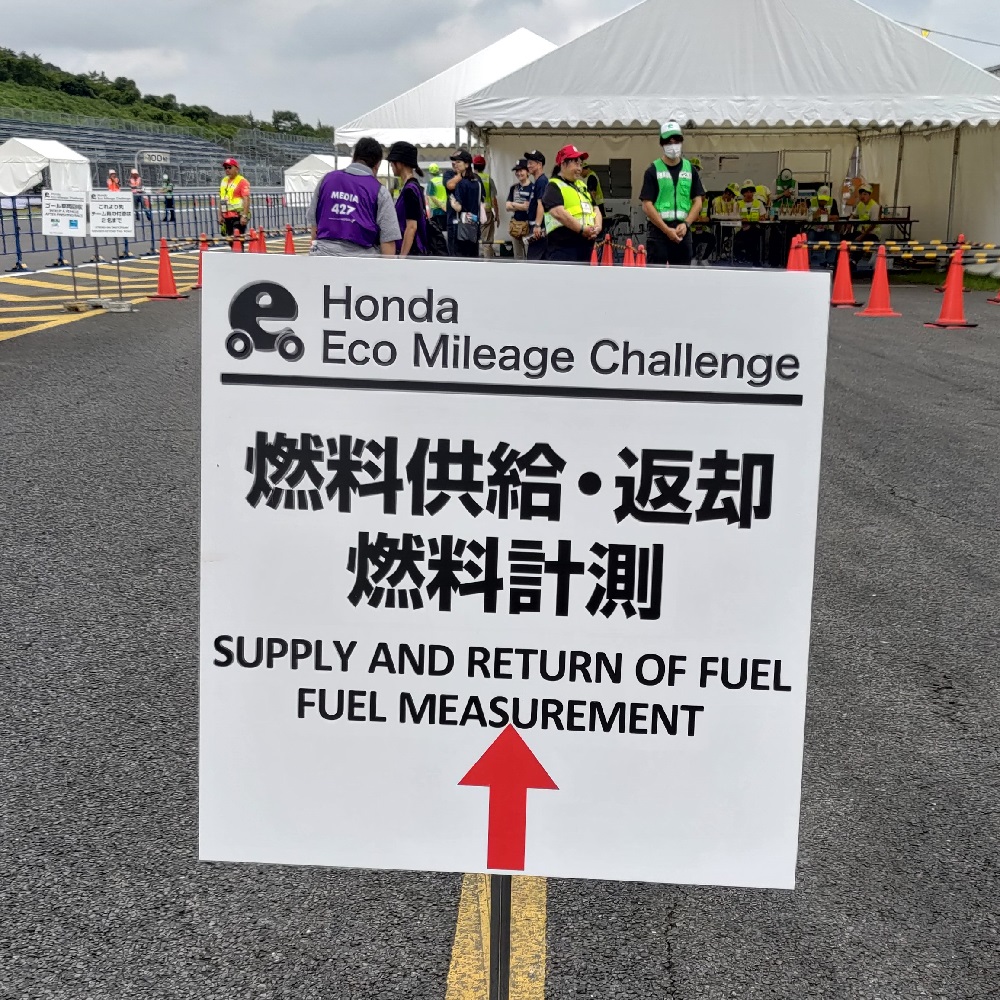 Honda
Eco Mileage Challenge
燃料供給・返却
燃料計測
SUPPLY AND RETURN OF FUEL
FUEL MEASUREMENT
MEDIA
427
100M